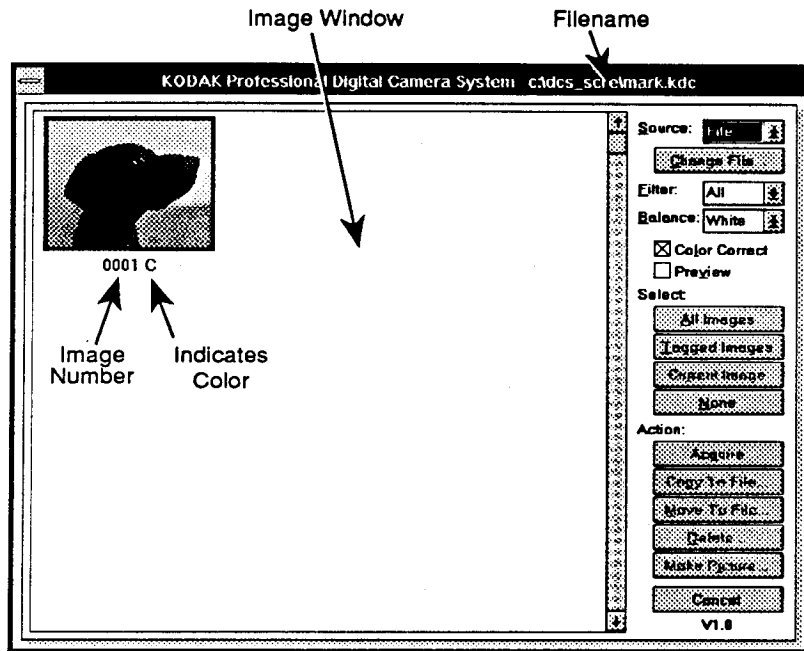 Image Window
Filename
KODAK Professional Digital Camera System c:\dcs_scre\mark.kdc
Source: File
Change File...
Filter: All
Balance: White
Color Correct
Preview
Select:
All Images
Tagged Images
Current Image
None
Action:
Acquire
Copy To File...
Move To File...
Delete...
Make Picture...
Cancel
V1.0
0001 C
Image Number
Indicates Color